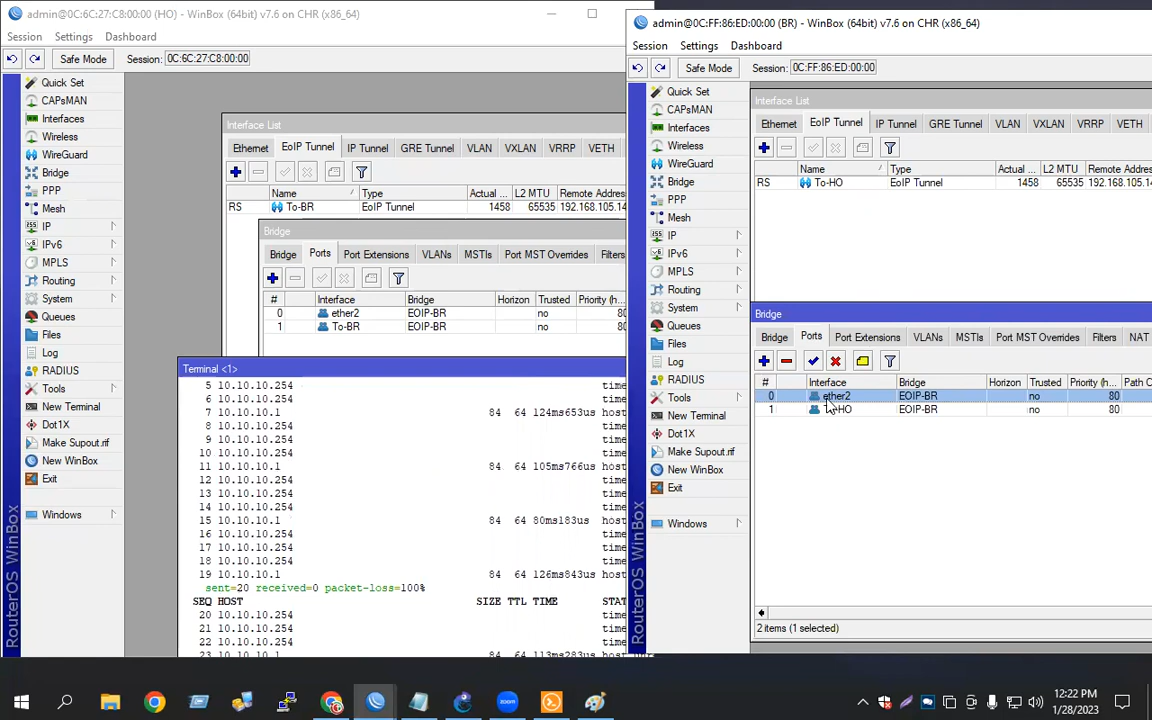 admin@0C:6C:27:C8:00:00 (HO) - WinBox (64bit) v7.6 on CHR (x86_64)
Session Settings Dashboard
Safe Mode Session: 0C:6C:27:C8:00:00
Quick Set
CAPsMAN
Interfaces
Wireless
WireGuard
Bridge
PPP
Mesh
IP
IPv6
MPLS
Routing
System
Queues
Files
Log
RADIUS
Tools
New Terminal
Dot1X
Make Supout.rif
New WinBox
Exit
Windows
RouterOS WinBox
Interface List
Ethernet EoIP Tunnel IP Tunnel GRE Tunnel VLAN VXLAN VRRP VETH
Name / Type Actual ... L2 MTU Remote Addres
RS To-BR EoIP Tunnel 1458 65535 192.168.105.14
Bridge
Bridge Ports Port Extensions VLANs MSTIs Port MST Overrides Filters
# Interface Bridge Horizon Trusted Priority (h...
0 ether2 EOIP-BR no 80
1 To-BR EOIP-BR no 80
Terminal <1>
5 10.10.10.254 time
6 10.10.10.254 time
7 10.10.10.1 84 64 124ms653us host
8 10.10.10.254 time
9 10.10.10.254 time
10 10.10.10.254 time
11 10.10.10.1 84 64 105ms766us host
12 10.10.10.254 time
13 10.10.10.254 time
14 10.10.10.254 time
15 10.10.10.1 84 64 80ms183us host
16 10.10.10.254 time
17 10.10.10.254 time
18 10.10.10.254 time
19 10.10.10.1 84 64 126ms843us host
sent=20 received=0 packet-loss=100%
SEQ HOST SIZE TTL TIME STAT
20 10.10.10.254 time
21 10.10.10.254 time
22 10.10.10.254 time
23 10.10.10.1 84 64 113ms283us host
admin@0C:FF:86:ED:00:00 (BR) - WinBox (64bit) v7.6 on CHR (x86_64)
Session Settings Dashboard
Safe Mode Session: 0C:FF:86:ED:00:00
Quick Set
CAPsMAN
Interfaces
Wireless
WireGuard
Bridge
PPP
Mesh
IP
IPv6
MPLS
Routing
System
Queues
Files
Log
RADIUS
Tools
New Terminal
Dot1X
Make Supout.rif
New WinBox
Exit
Windows
RouterOS WinBox
Interface List
Ethernet EoIP Tunnel IP Tunnel GRE Tunnel VLAN VXLAN VRRP VETH
Name / Type Actual ... L2 MTU Remote Addres
RS To-HO EoIP Tunnel 1458 65535 192.168.105.14
Bridge
Bridge Ports Port Extensions VLANs MSTIs Port MST Overrides Filters NAT
# Interface Bridge Horizon Trusted Priority (h... Path C
0 ether2 EOIP-BR no 80
1 To-HO EOIP-BR no 80
2 items (1 selected)
12:22 PM
1/28/2023